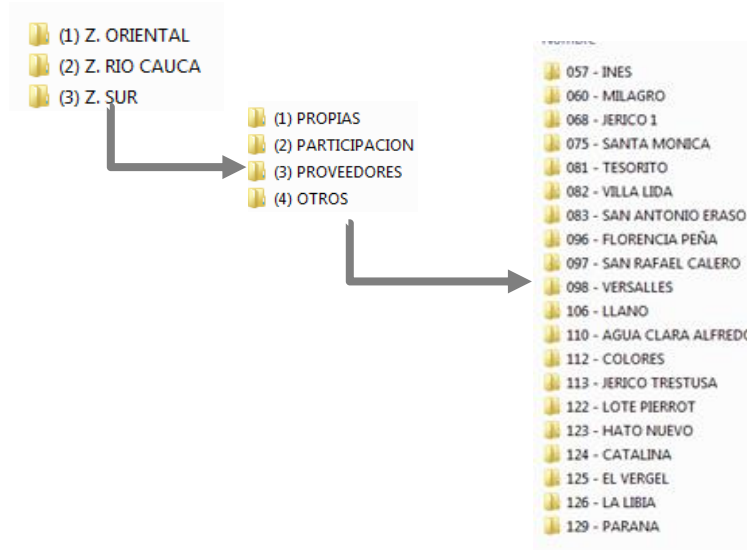 (1) Z. ORIENTAL
(2) Z. RIO CAUCA
(3) Z. SUR
(1) PROPIAS
(2) PARTICIPACION
(3) PROVEEDORES
(4) OTROS
057 - INES
060 - MILAGRO
068 - JERICO 1
075 - SANTA MONICA
081 - TESORITO
082 - VILLA LIDA
083 - SAN ANTONIO ERASO
096 - FLORENCIA PEÑA
097 - SAN RAFAEL CALERO
098 - VERSALLES
106 - LLANO
110 - AGUA CLARA ALFREDO
112 - COLORES
113 - JERICO TRESTUSA
122 - LOTE PIERROT
123 - HATO NUEVO
124 - CATALINA
125 - EL VERGEL
126 - LA LIBIA
129 - PARANA